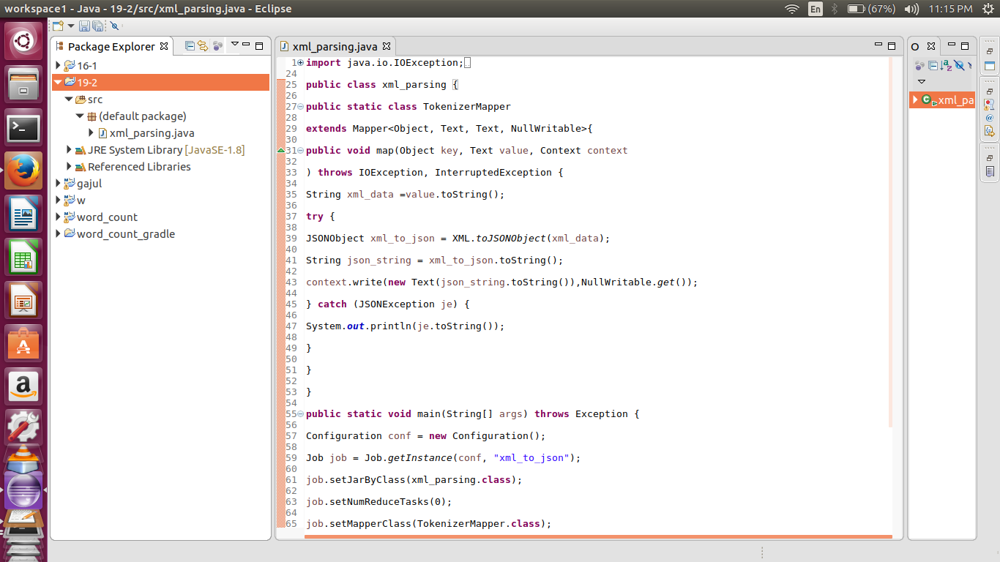 workspace1 - Java - 19-2/src/xml_parsing.java - Eclipse
En
(67%)
11:15 PM
Package Explorer
16-1
19-2
src
(default package)
xml_parsing.java
JRE System Library [JavaSE-1.8]
Referenced Libraries
gajul
w
word_count
word_count_gradle
xml_parsing.java
1 import java.io.IOException;
24
25 public class xml_parsing {
26
27 public static class TokenizerMapper
28
29 extends Mapper<Object, Text, Text, NullWritable>{
30
31 public void map(Object key, Text value, Context context
32
33 ) throws IOException, InterruptedException {
34
35 String xml_data =value.toString();
36
37 try {
38
39 JSONObject xml_to_json = XML.toJSONObject(xml_data);
40
41 String json_string = xml_to_json.toString();
42
43 context.write(new Text(json_string.toString()),NullWritable.get());
44
45 } catch (JSONException je) {
46
47 System.out.println(je.toString());
48
49 }
50
51 }
52
53 }
54
55 public static void main(String[] args) throws Exception {
56
57 Configuration conf = new Configuration();
58
59 Job job = Job.getInstance(conf, "xml_to_json");
60
61 job.setJarByClass(xml_parsing.class);
62
63 job.setNumReduceTasks(0);
64
65 job.setMapperClass(TokenizerMapper.class);
O
xml_pa